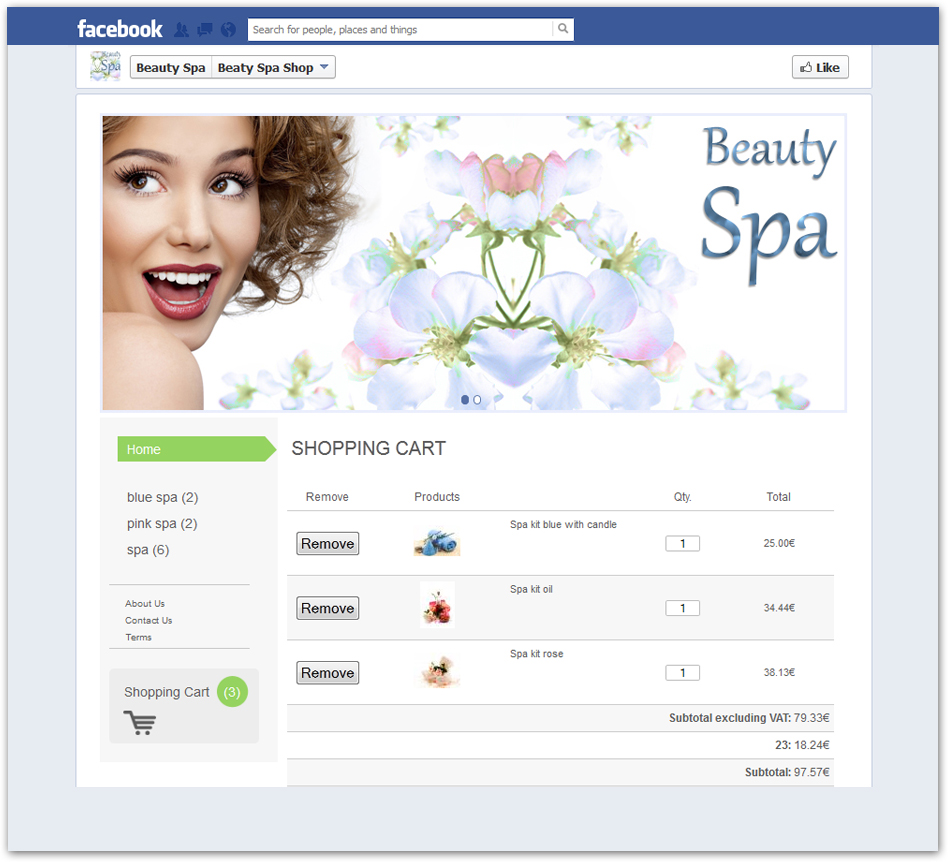 facebook
Search for people, places and things
Beauty Spa
Beauty Spa Beaty Spa Shop
Like
Beauty
Spa
Home
blue spa (2)
pink spa (2)
spa (6)
About Us
Contact Us
Terms
Shopping Cart (3)
SHOPPING CART
Remove Products Qty. Total
Remove Spa kit blue with candle 1 25.00€
Remove Spa kit oil 1 34.44€
Remove Spa kit rose 1 38.13€
Subtotal excluding VAT: 79.33€
23: 18.24€
Subtotal: 97.57€